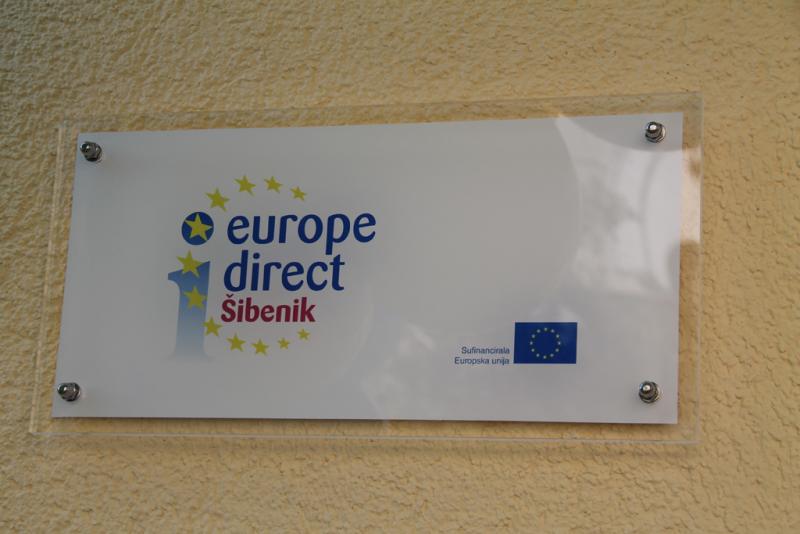 europe
direct
Šibenik
Sufinancirala
Europska unija